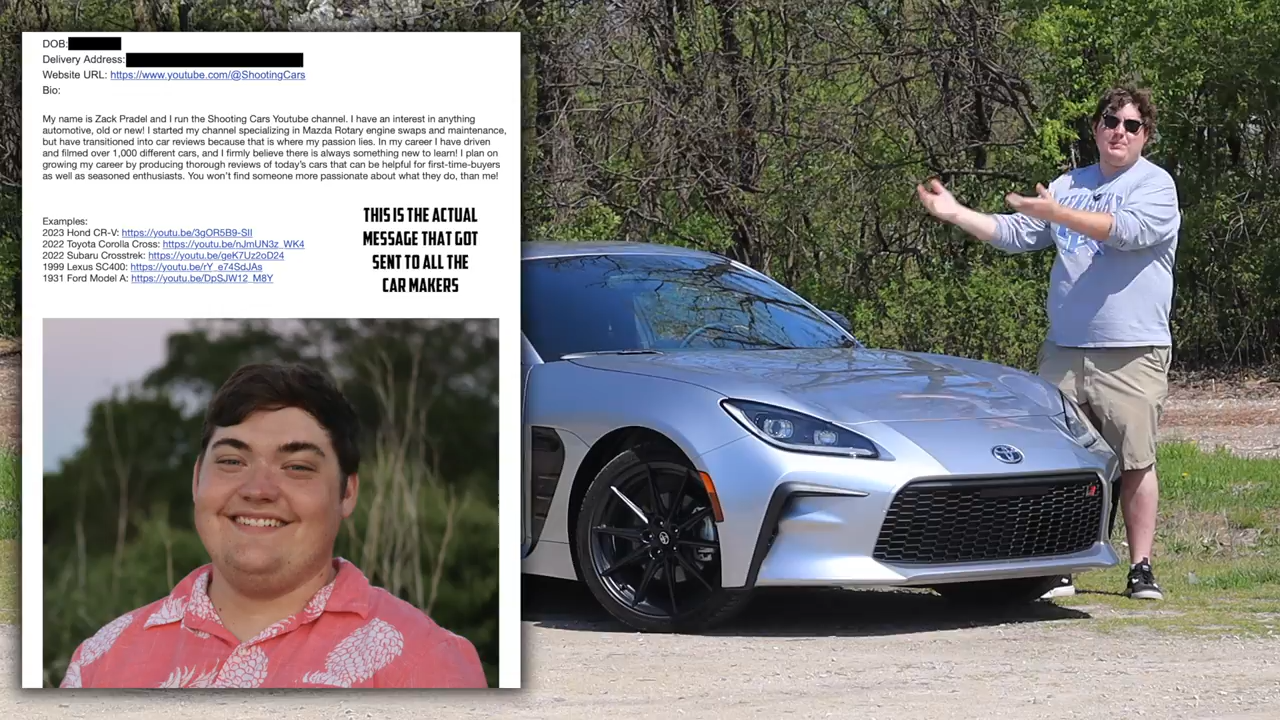 DOB:
Delivery Address:
Website URL: https://www.youtube.com/@ShootingCars
Bio:
My name is Zack Pradel and I run the Shooting Cars Youtube channel. I have an interest in anything
automotive, old or new! I started my channel specializing in Mazda Rotary engine swaps and maintenance,
but have transitioned into car reviews because that is where my passion lies. In my career I have driven
and filmed over 1,000 different cars, and I firmly believe there is always something new to learn! I plan on
growing my career by producing thorough reviews of today's cars that can be helpful for first-time-buyers
as well as seasoned enthusiasts. You won't find someone more passionate about what they do, than me!
Examples:
2023 Hond CR-V: https://youtu.be/3gOR5B9-SII
2022 Toyota Corolla Cross: https://youtu.be/nJmUN3z_WK4
2022 Subaru Crosstrek: https://youtu.be/geK7Uz2oD24
1999 Lexus SC400: https://youtu.be/rY_e74SdJAs
1931 Ford Model A: https://youtu.be/DpSJW12_M8Y
THIS IS THE ACTUAL
MESSAGE THAT GOT
SENT TO ALL THE
CAR MAKERS